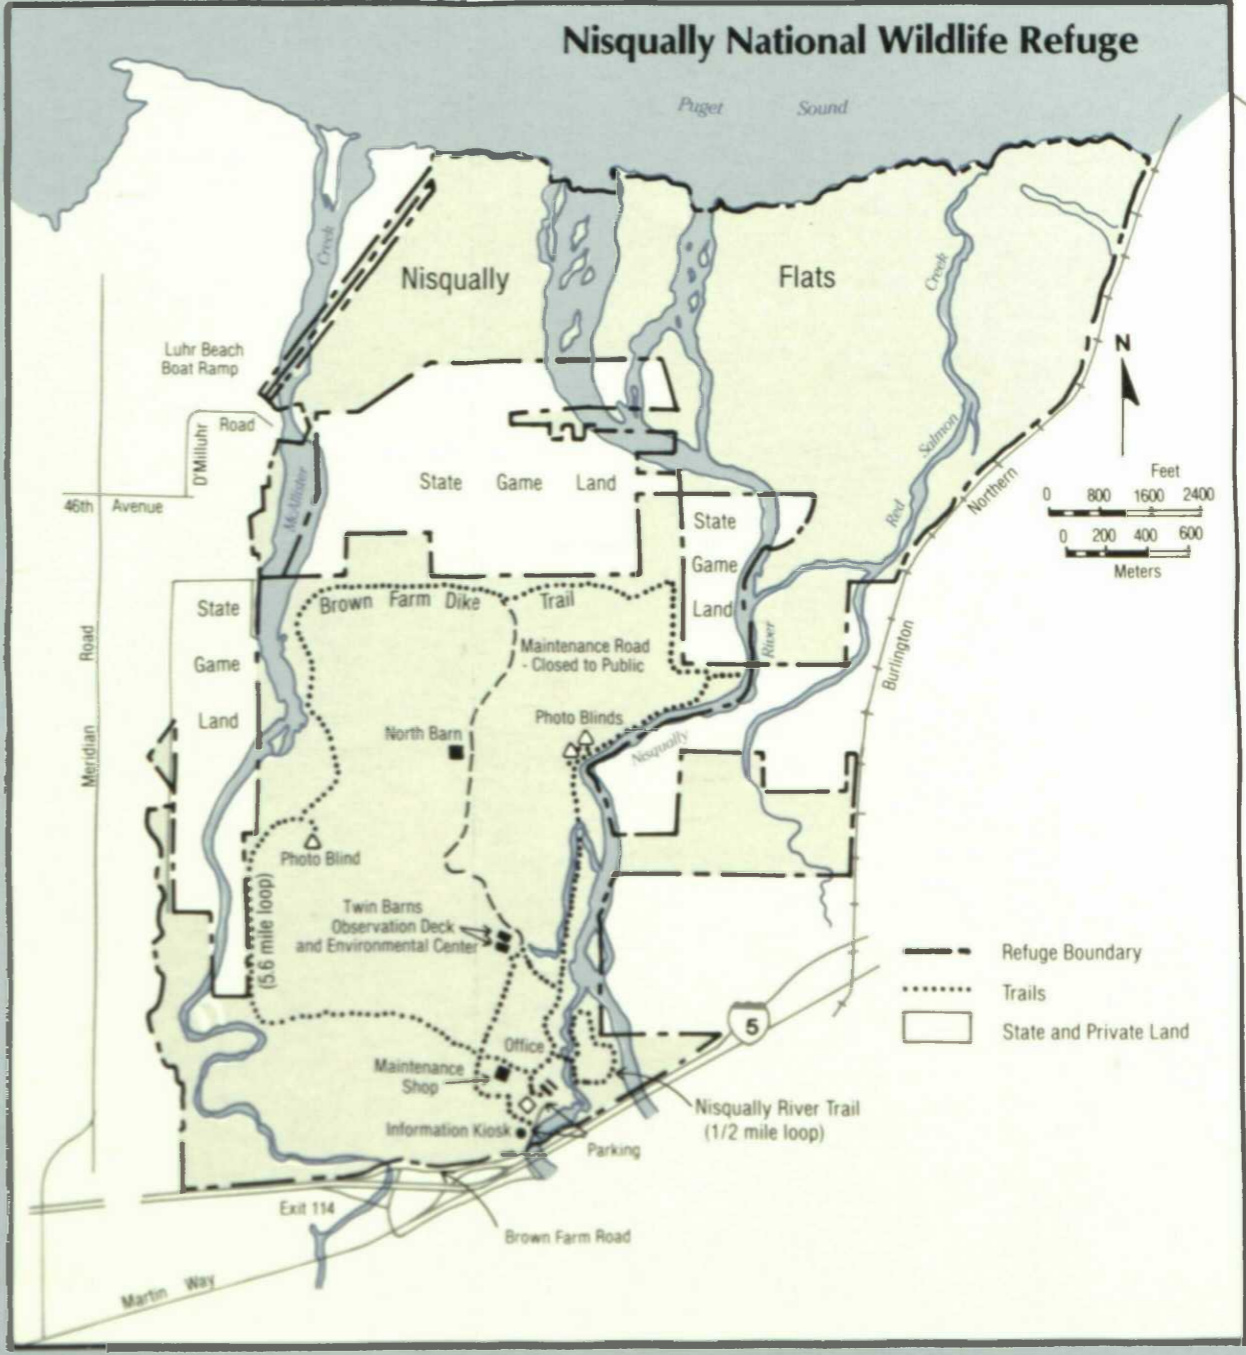 Nisqually National Wildlife Refuge
Puget Sound
Creek
Nisqually
Flats
Creek
Luhr Beach
Boat Ramp
N
Road
D'Milluhr
Salmon
Feet
0 800 1600 2400
0 200 400 600
Meters
46th Avenue
McAllister
State Game Land
Red
Northern
State
Game
Land
River
State
Game
Land
Brown Farm Dike Trail
Maintenance Road
- Closed to Public
Burlington
Meridian Road
North Barn
Photo Blinds
Nisqually
Photo Blind
(5.6 mile loop)
Twin Barns
Observation Deck
and Environmental Center
Refuge Boundary
Trails
State and Private Land
5
Office
Maintenance
Shop
Information Kiosk
Parking
Nisqually River Trail
(1/2 mile loop)
Exit 114
Brown Farm Road
Martin Way